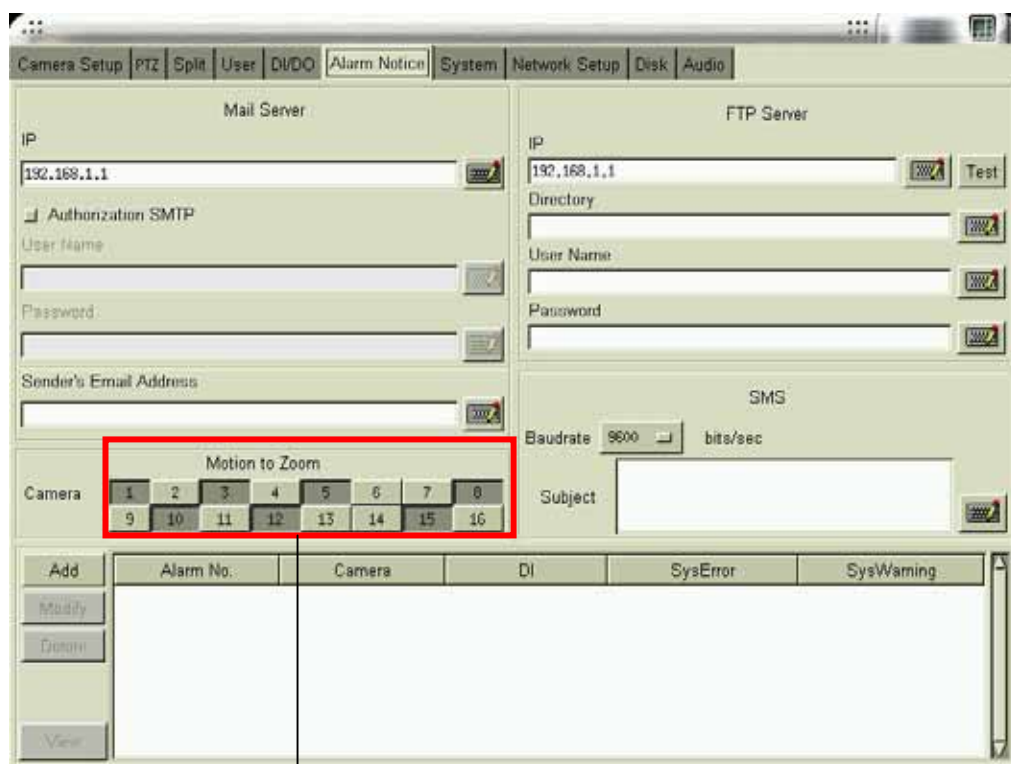 Camera Setup PTZ Split User DI/DO Alarm Notice System Network Setup Disk Audio
Mail Server
IP
192.168.1.1
Authorization SMTP
User Name
Password
Sender's Email Address
FTP Server
IP
192.168.1.1 Test
Directory
User Name
Password
Motion to Zoom
Camera 1 2 3 4 5 6 7 8
9 10 11 12 13 14 15 16
SMS
Baudrate 9600 bits/sec
Subject
Add Alarm No. Camera DI SysError SysWarning
Modify
View